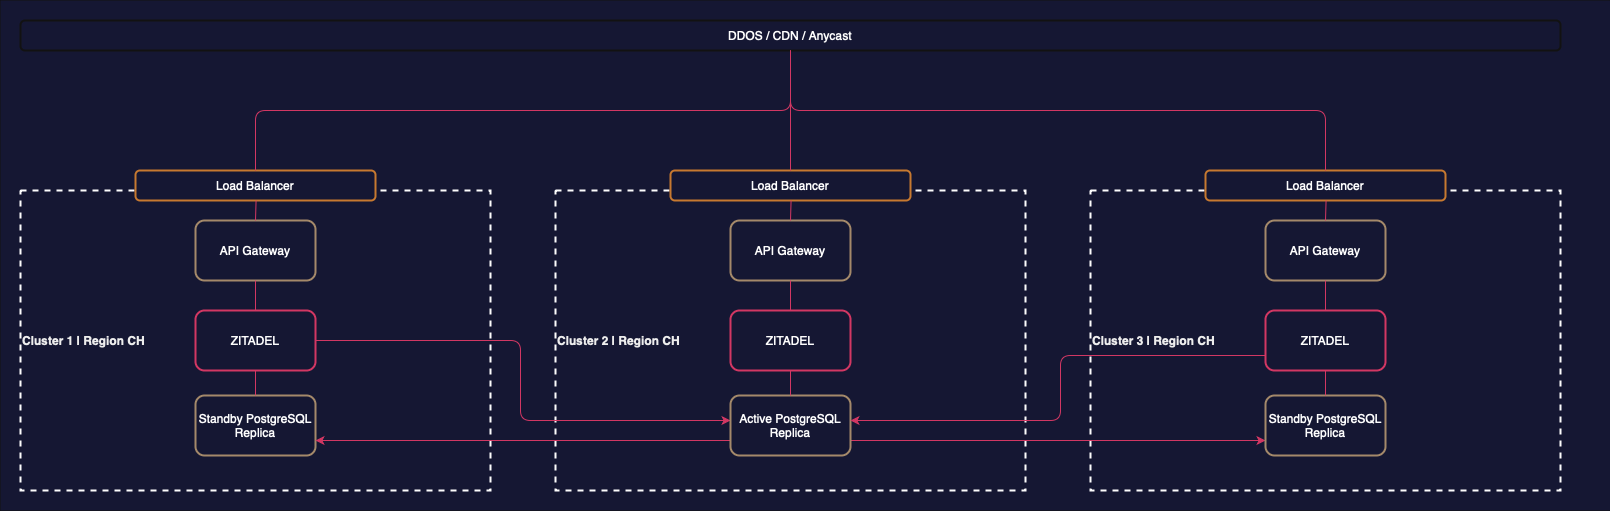 DDOS / CDN / Anycast
Load Balancer
Load Balancer
Load Balancer
API Gateway
API Gateway
API Gateway
Cluster 1 | Region CH
ZITADEL
Cluster 2 | Region CH
ZITADEL
Cluster 3 | Region CH
ZITADEL
Standby PostgreSQL
Replica
Active PostgreSQL
Replica
Standby PostgreSQL
Replica